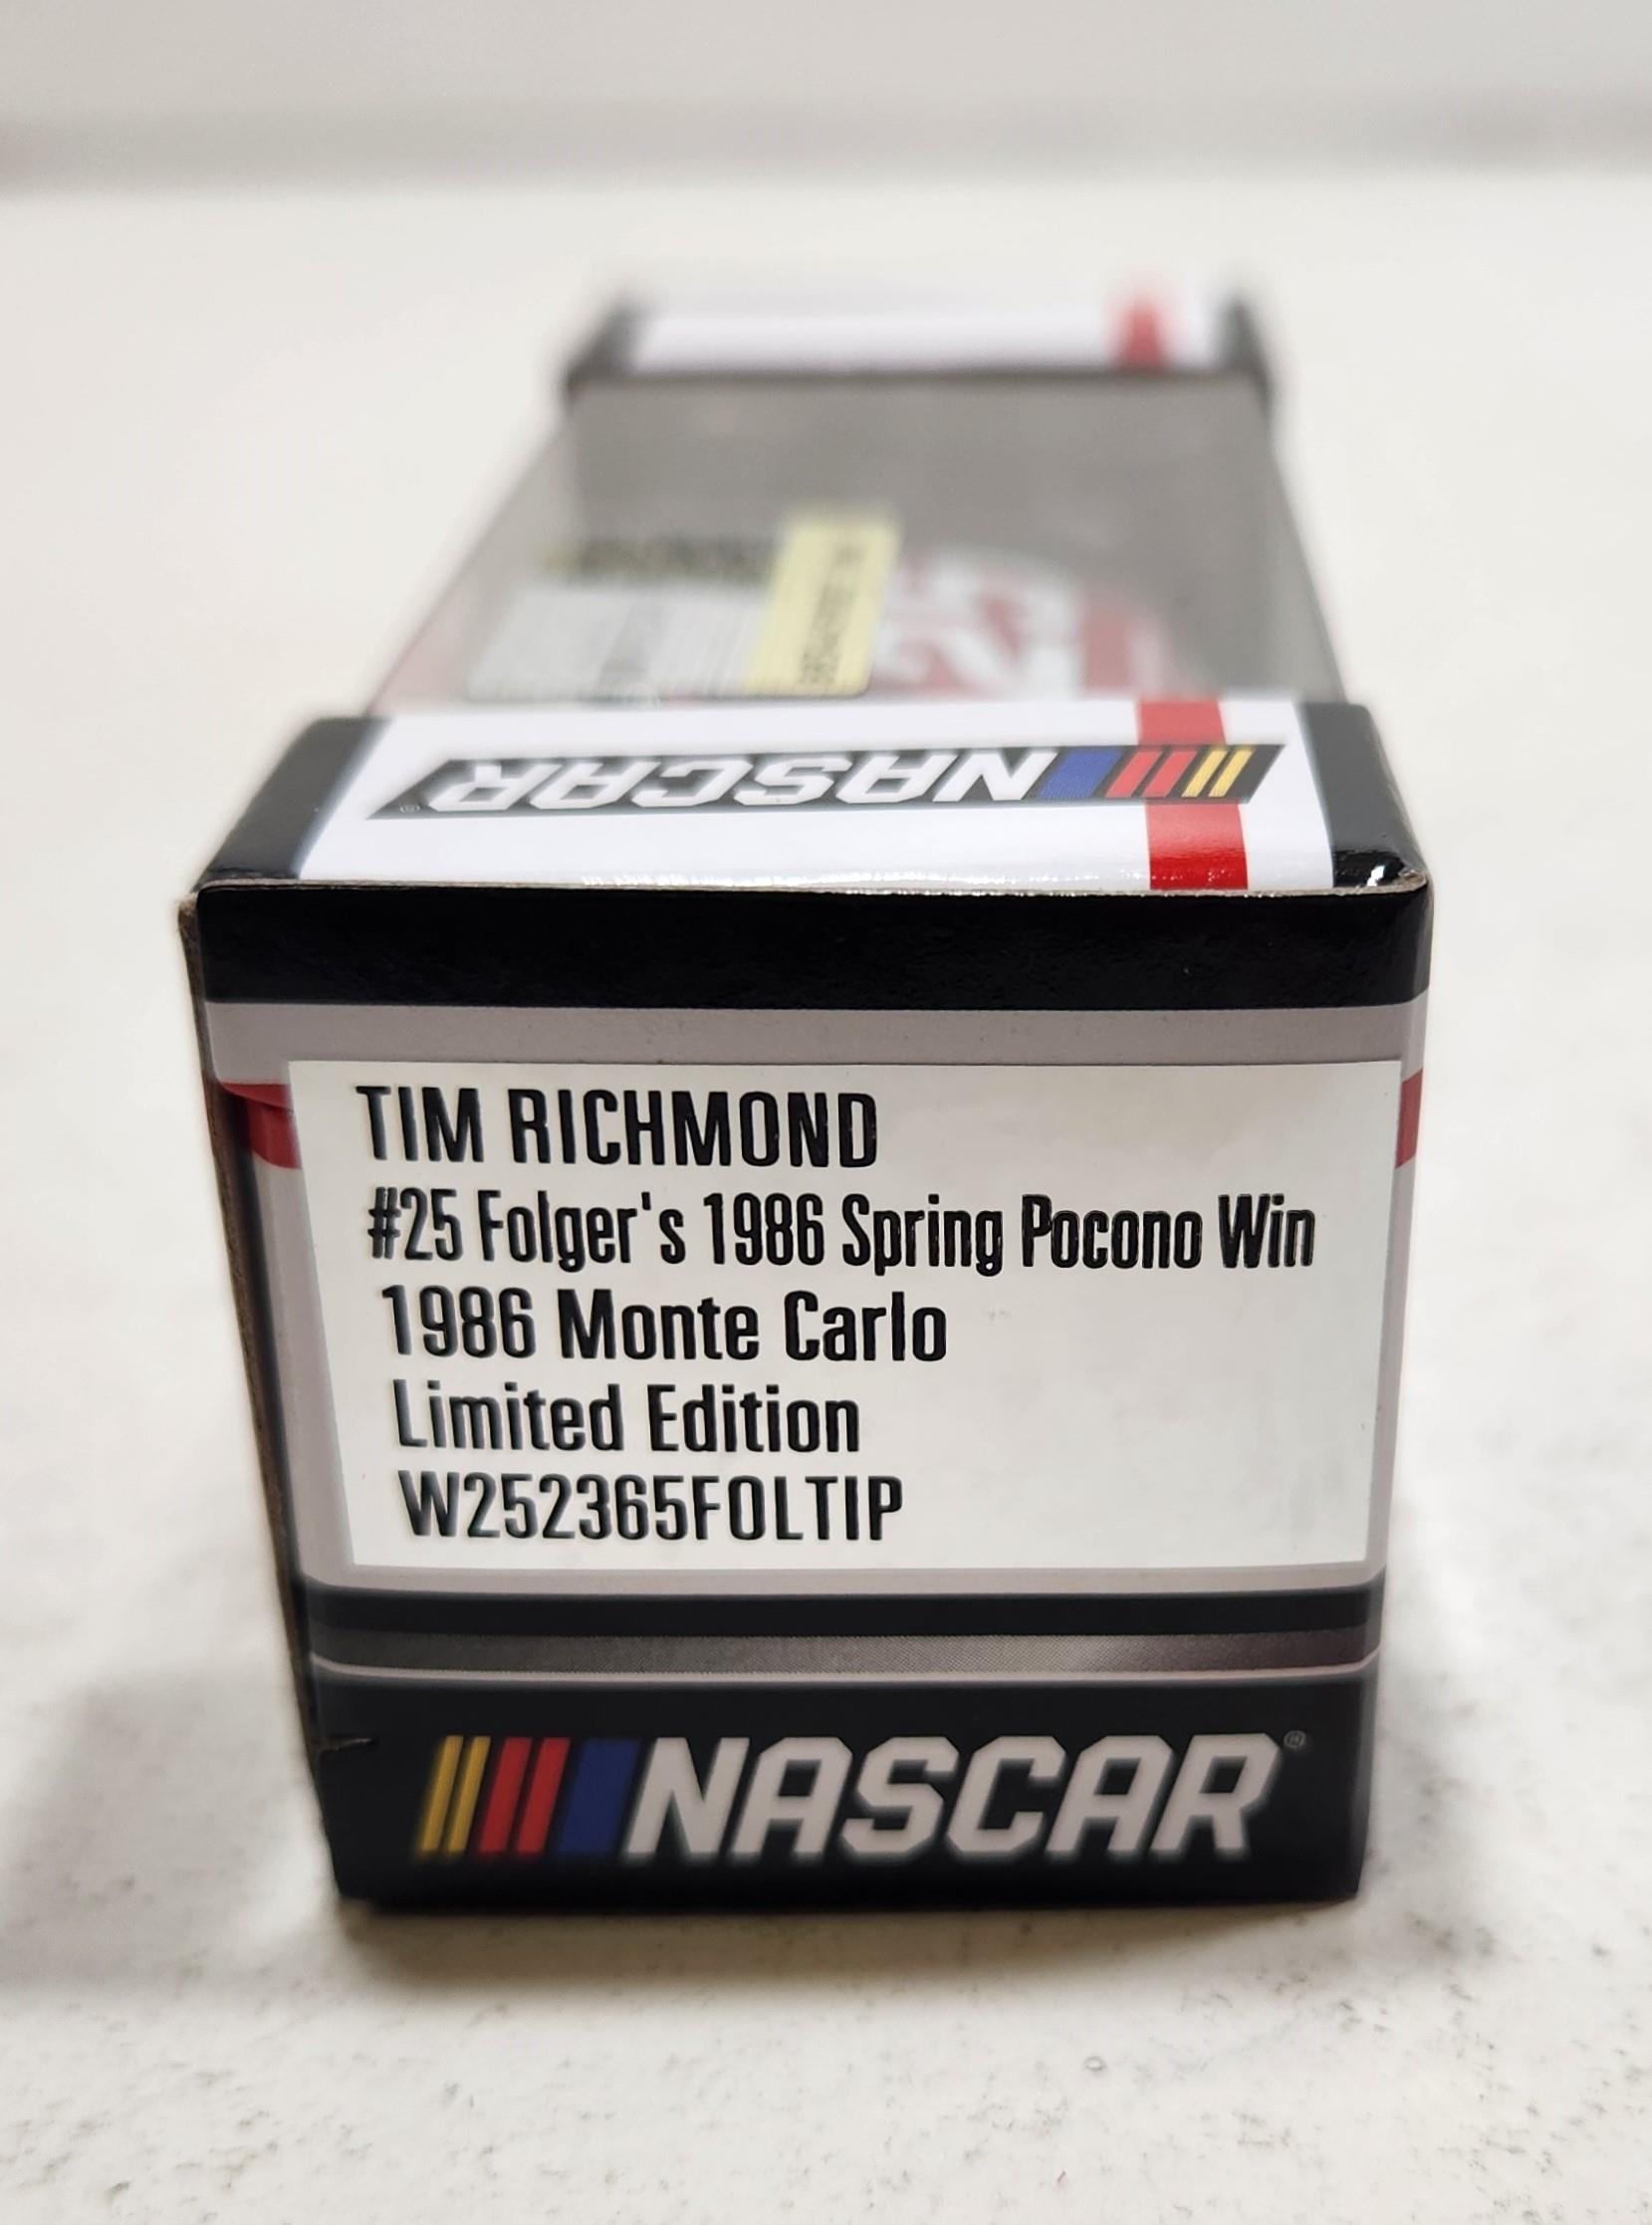 NASCAR
TIM RICHMOND
#25 Folger's 1986 Spring Pocono Win
1986 Monte Carlo
Limited Edition
W252365FOLTIP
NASCAR®